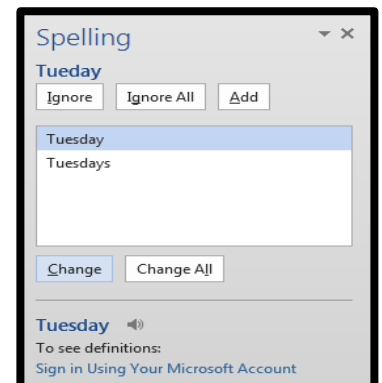 Spelling
Tueday
Ignore Ignore All Add
Tuesday
Tuesdays
Change Change All
Tuesday
To see definitions:
Sign in Using Your Microsoft Account